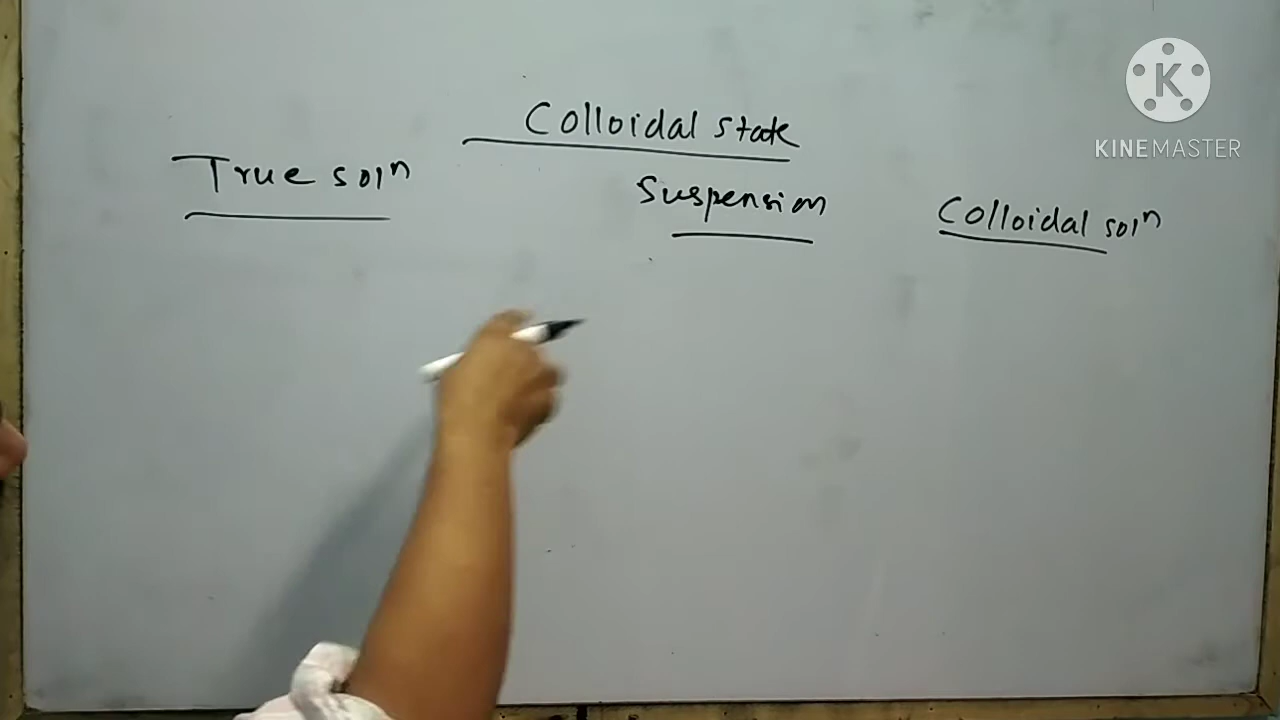 Colloidal state
True solⁿ
Suspension
Colloidal solⁿ
K
KINEMASTER